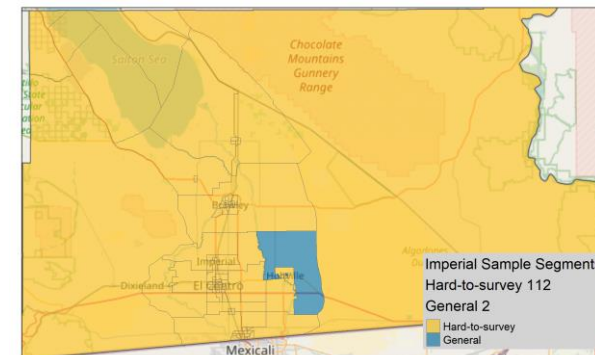 Salton Sea
Chocolate
Mountains
Gunnery
Range
Brawley
Imperial
Holtville
Dixieland
El Centro
Algodones
Mexicali
Imperial Sample Segment
Hard-to-survey 112
General 2
Hard-to-survey
General